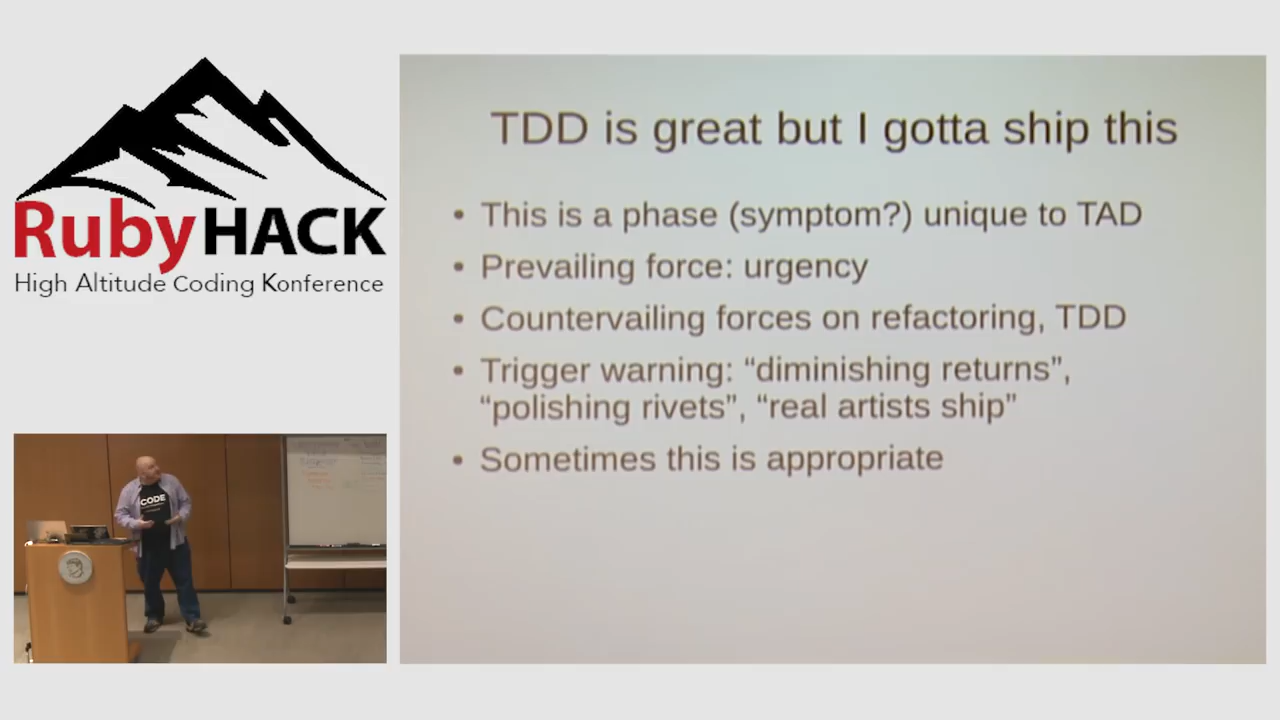 RubyHACK
High Altitude Coding Konference
TDD is great but I gotta ship this
• This is a phase (symptom?) unique to TAD
• Prevailing force: urgency
• Countervailing forces on refactoring, TDD
• Trigger warning: “diminishing returns”,
“polishing rivets”, “real artists ship”
• Sometimes this is appropriate
CODE